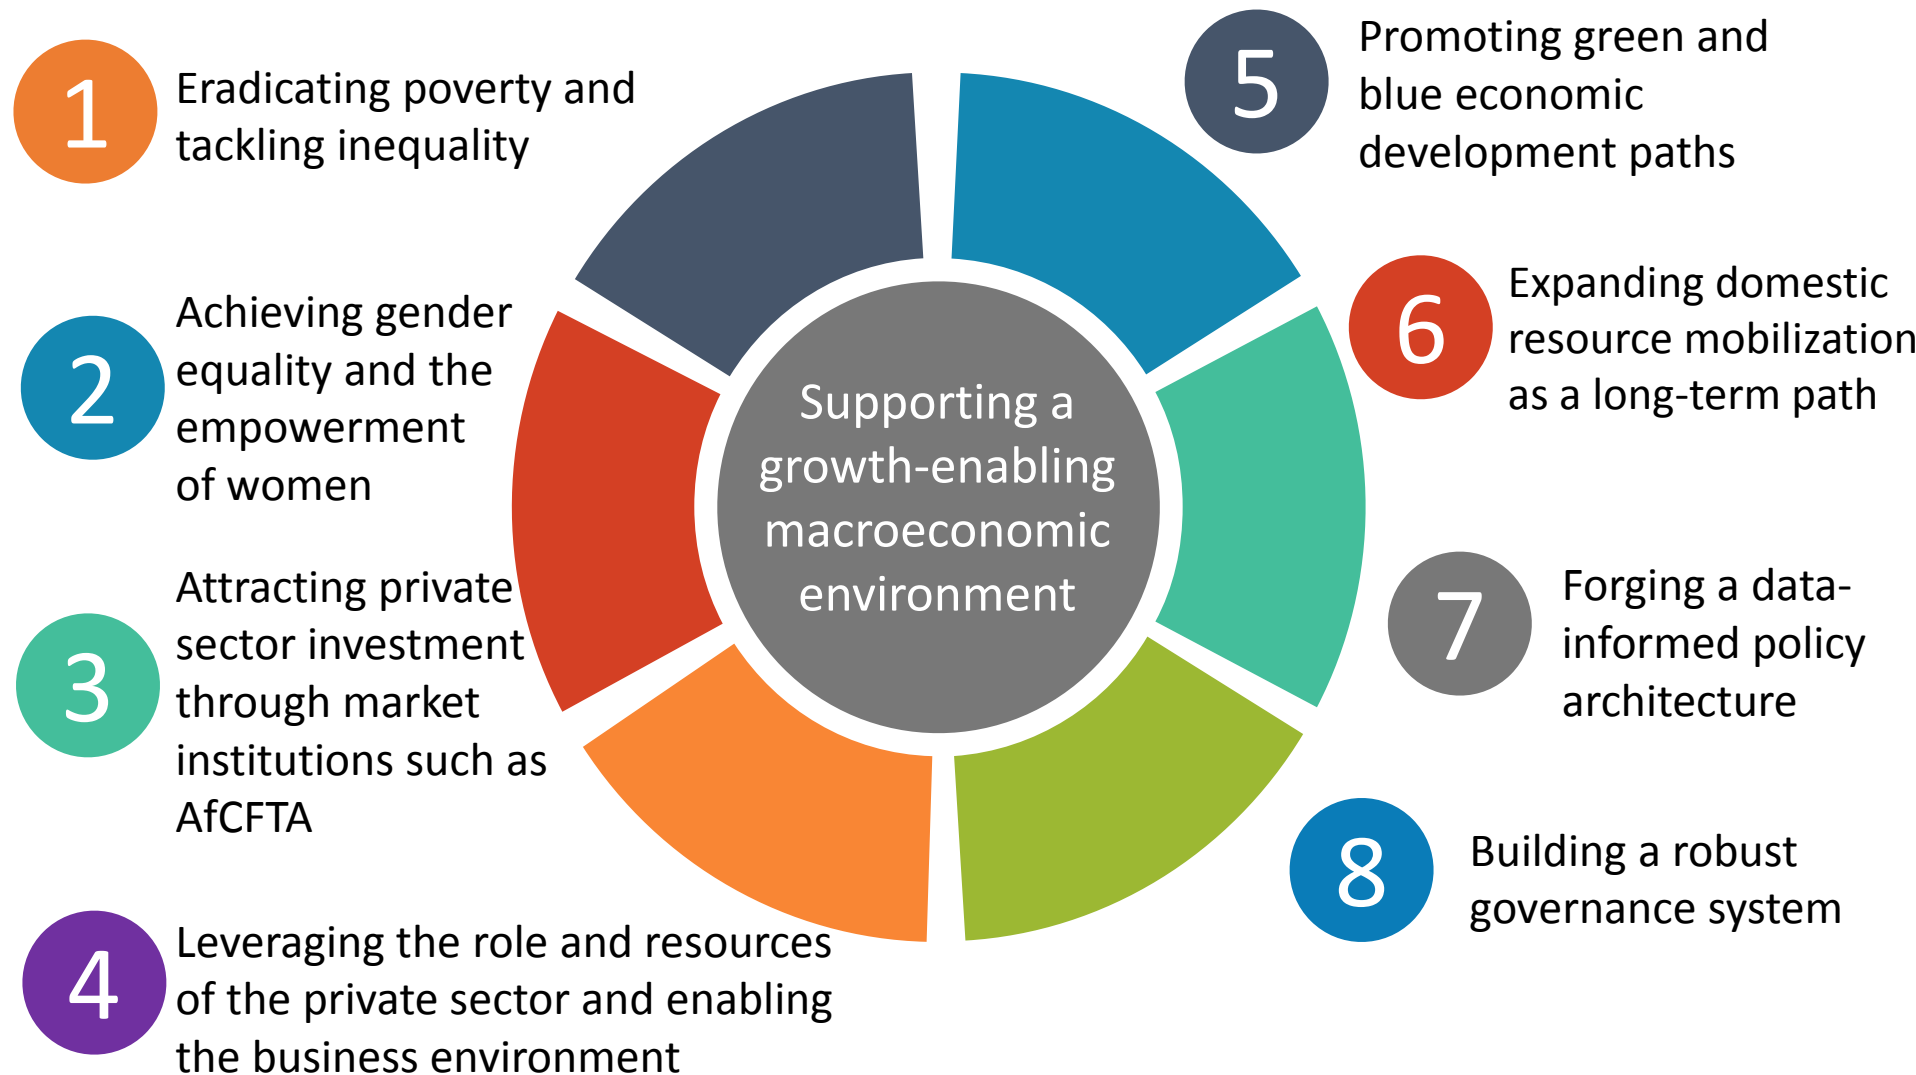 1
Eradicating poverty and
tackling inequality
2
Achieving gender
equality and the
empowerment
of women
3
Attracting private
sector investment
through market
institutions such as
AfCFTA
4
Leveraging the role and resources
of the private sector and enabling
the business environment
Supporting a
growth-enabling
macroeconomic
environment
5
Promoting green and
blue economic
development paths
6
Expanding domestic
resource mobilization
as a long-term path
7
Forging a data-
informed policy
architecture
8
Building a robust
governance system